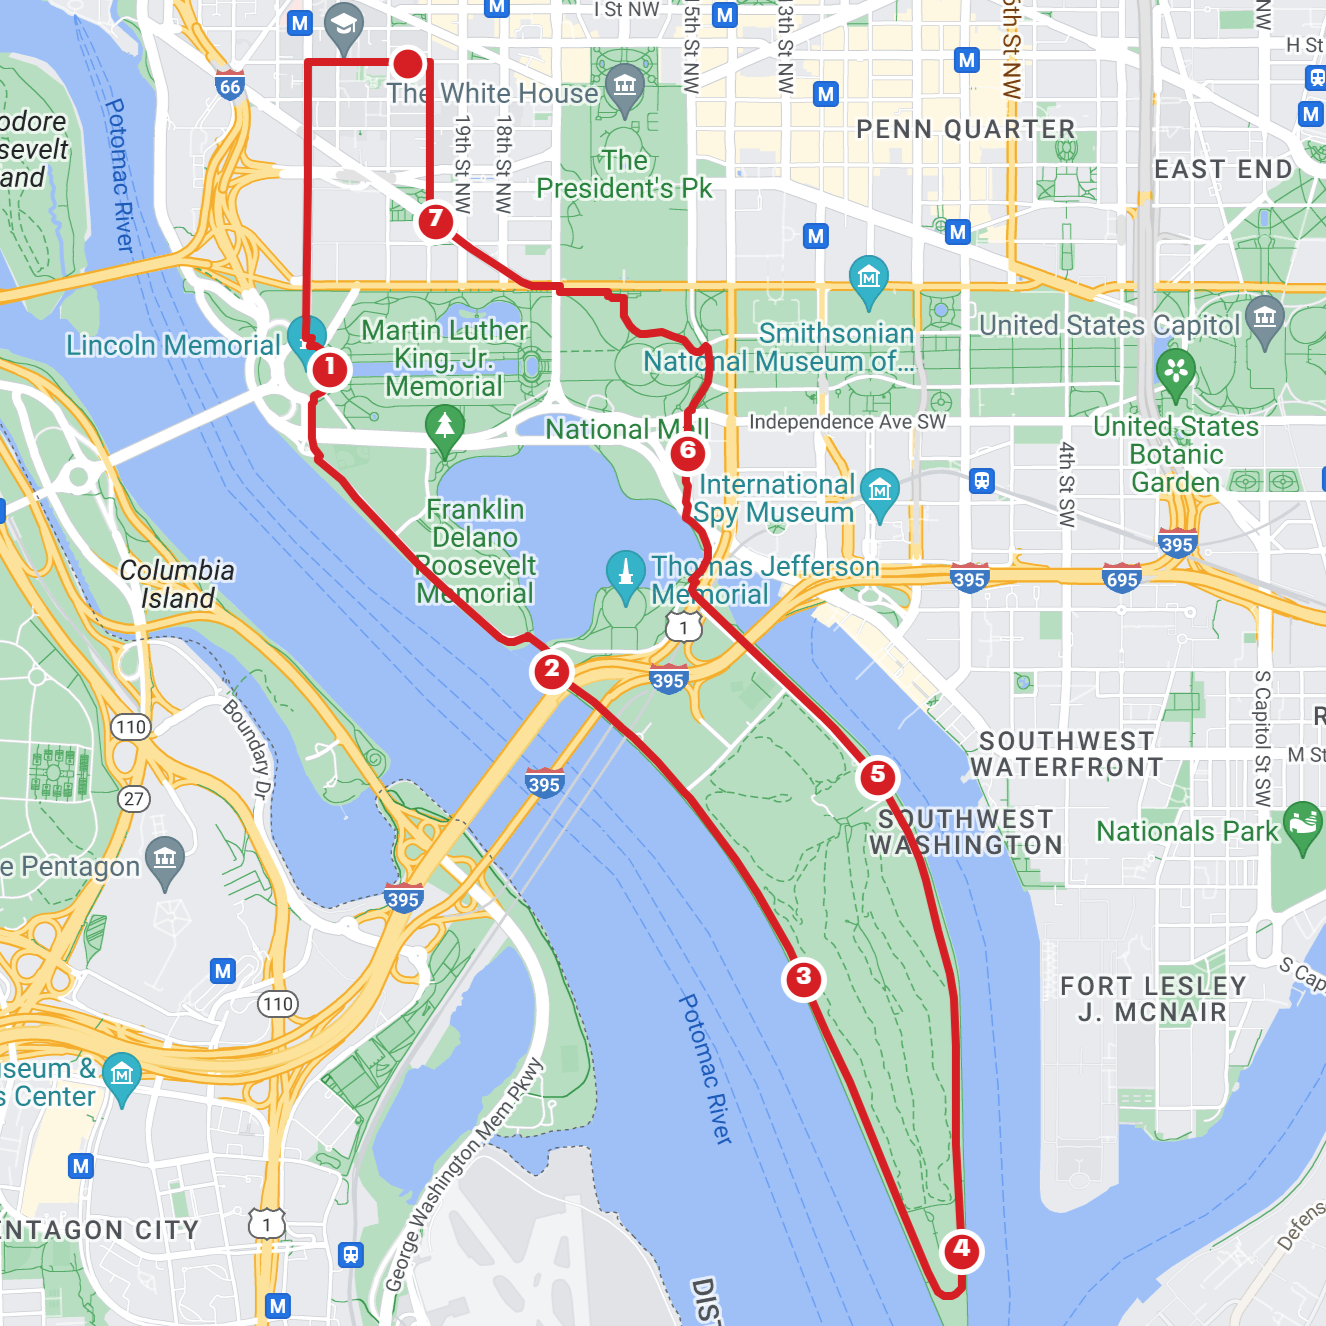 I St NW
15th St NW
13th St NW
5th St NW
NW
H St
M
M
M
M
M
M
66
Potomac River
The White House
odore
sevelt
and
19th St NW
18th St NW
PENN QUARTER
EAST END
The
President's Pk
7
M
M
Lincoln Memorial
1
Martin Luther
King, Jr.
Memorial
Smithsonian
National Museum of...
United States Capitol
National Mall
Independence Ave SW
United States
Botanic
Garden
6
4th St SW
International
Spy Museum
Franklin
Delano
Roosevelt
Memorial
Thomas Jefferson
Memorial
395
395
695
Columbia
Island
1
395
2
110
27
Boundary Dr
395
S Capitol St SW
R
M St
SOUTHWEST
WATERFRONT
5
SOUTHWEST
WASHINGTON
Nationals Park
e Pentagon
395
M
3
110
Potomac River
FORT LESLEY
J. MCNAIR
S Cap
useum &
s Center
George Washington Mem Pkwy
M
ENTAGON CITY
1
4
Defens
M
DIST